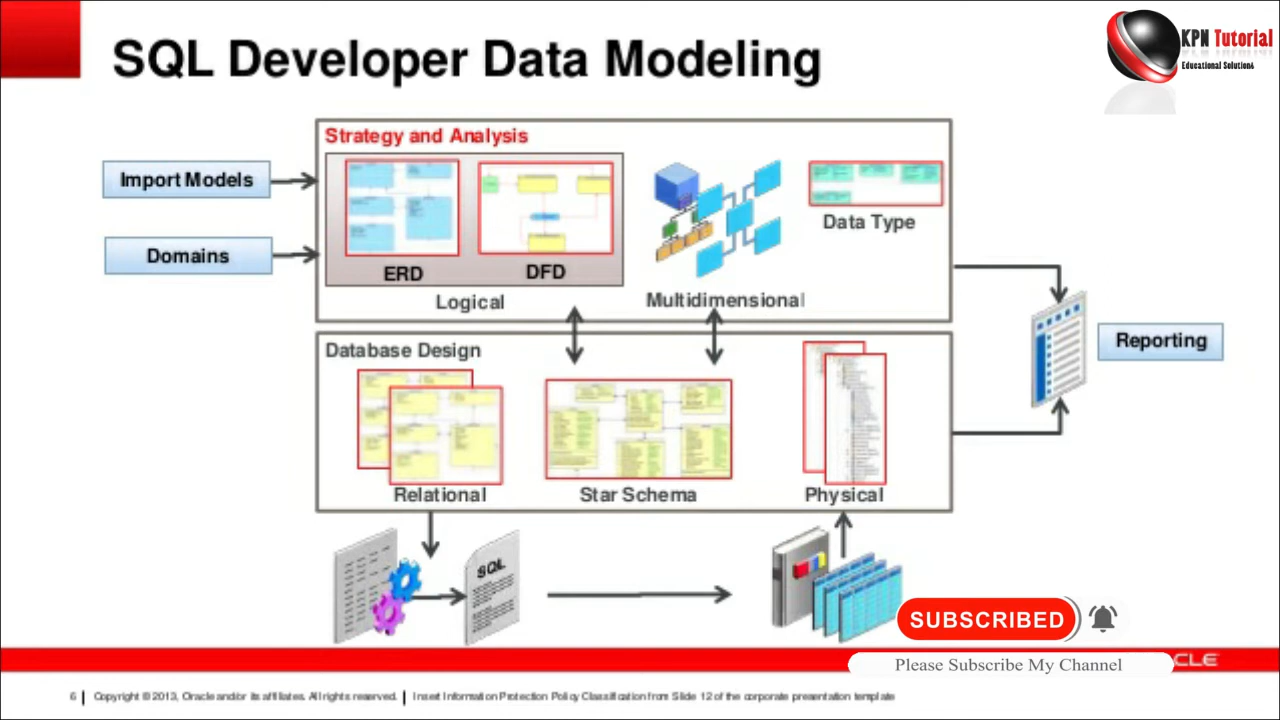 SQL Developer Data Modeling
KPN Tutorial
Educational Solutions
Strategy and Analysis
Import Models
Domains
ERD
DFD
Logical
Multidimensional
Data Type
Reporting
Database Design
Relational
Star Schema
Physical
SQL
SUBSCRIBED
Please Subscribe My Channel
CLE
6 | Copyright © 2013, Oracle and/or its affiliates. All rights reserved. | Insert Information Protection Policy Classification from Slide 12 of the corporate presentation template